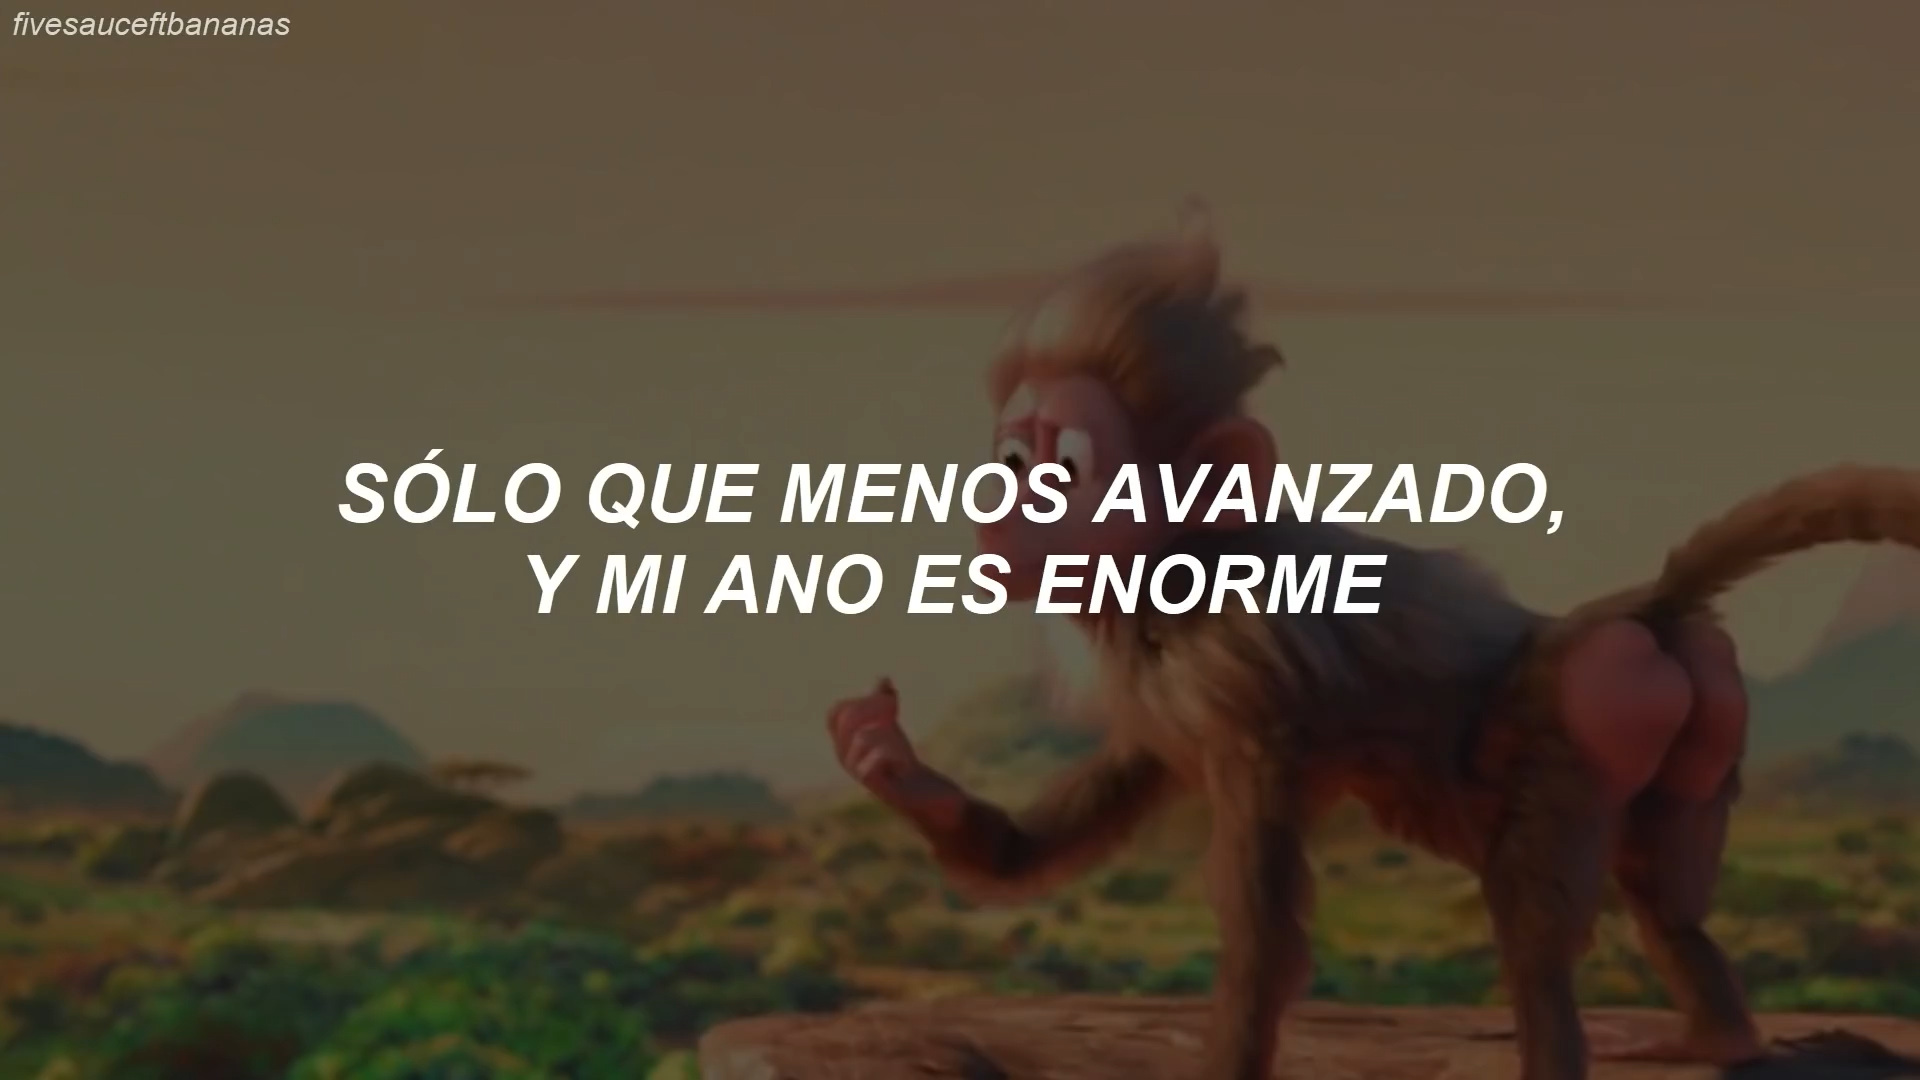 fivesauceftbananas
SÓLO QUE MENOS AVANZADO,
Y MI ANO ES ENORME